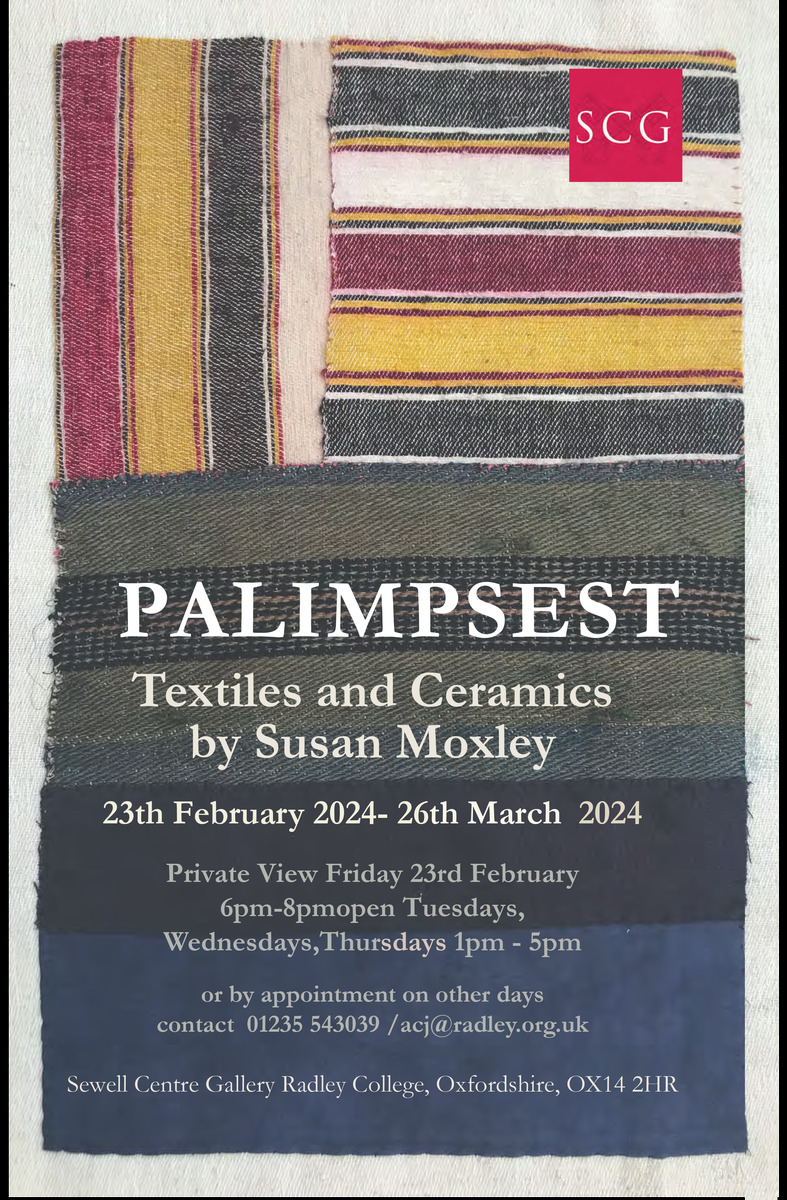 SCG
PALIMPSEST
Textiles and Ceramics
by Susan Moxley
23th February 2024- 26th March 2024
Private View Friday 23rd February
6pm-8pmopen Tuesdays,
Wednesdays,Thursdays 1pm - 5pm
or by appointment on other days
contact 01235 543039 /acj@radley.org.uk
Sewell Centre Gallery Radley College, Oxfordshire, OX14 2HR